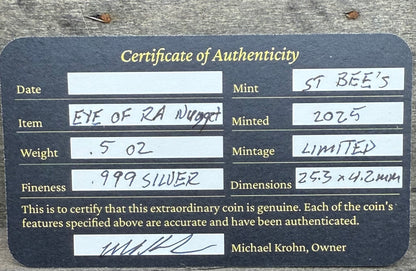 Certificate of Authenticity
Date
Mint ST BEE'S
Item EYE OF RA Nugget
Minted 2025
Weight .5 OZ
Mintage LIMITED
Fineness .999 SILVER
Dimensions 25.3 x 4.2mm
This is to certify that this extraordinary coin is genuine. Each of the coin's
features specified above are accurate and have been authenticated.
Michael Krohn, Owner